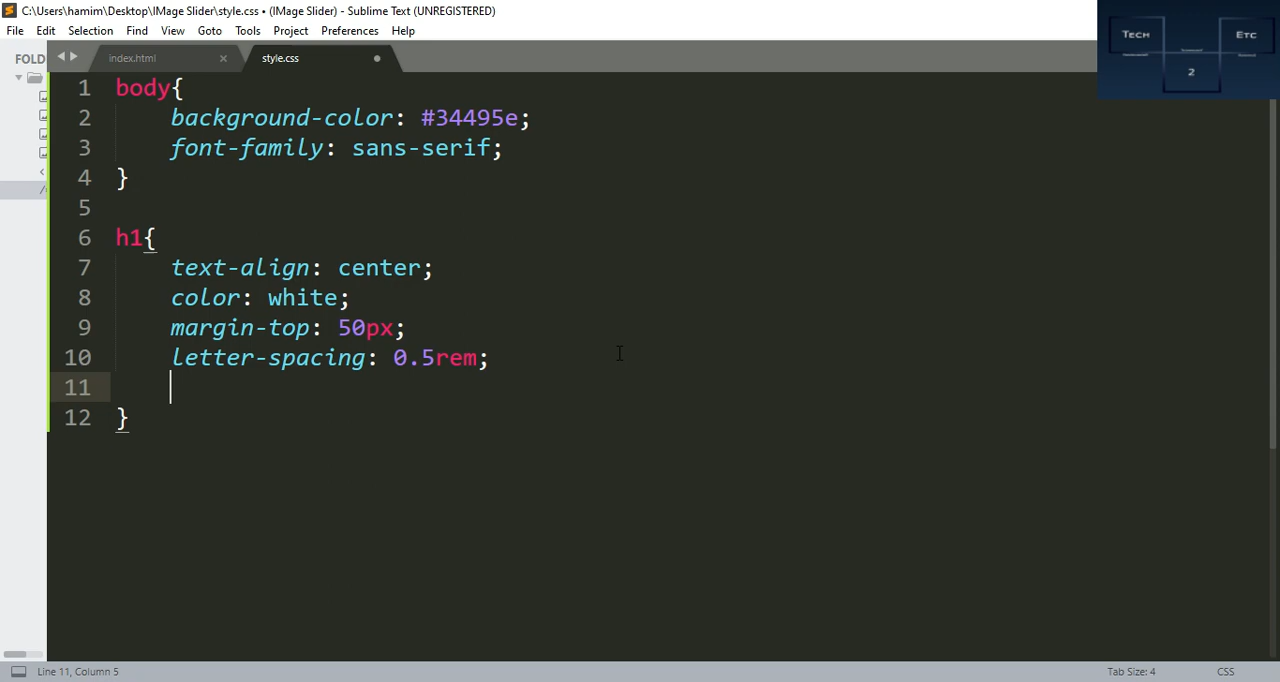 C:\Users\hamim\Desktop\IMage Slider\style.css • (IMage Slider) - Sublime Text (UNREGISTERED)
File Edit Selection Find View Goto Tools Project Preferences Help
Tech Etc
2
FOLD
index.html × style.css
1 body{
2 background-color: #34495e;
3 font-family: sans-serif;
4 }
5
6 h1{
7 text-align: center;
8 color: white;
9 margin-top: 50px;
10 letter-spacing: 0.5rem;
11
12 }
Line 11, Column 5 Tab Size: 4 CSS